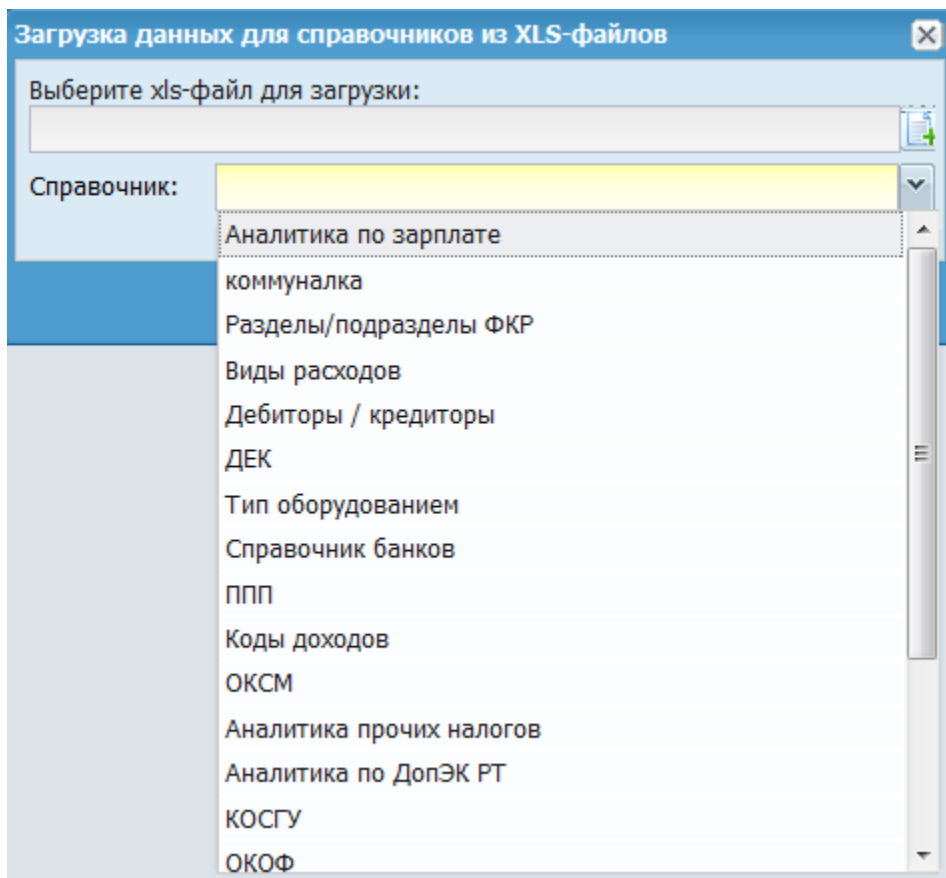 Загрузка данных для справочников из XLS-файлов
Выберите xls-файл для загрузки:
Справочник:
Аналитика по зарплате
коммуналка
Разделы/подразделы ФКР
Виды расходов
Дебиторы / кредиторы
ДЕК
Тип оборудованием
Справочник банков
ППП
Коды доходов
ОКСМ
Аналитика прочих налогов
Аналитика по ДопЭК РТ
КОСГУ
ОКОФ